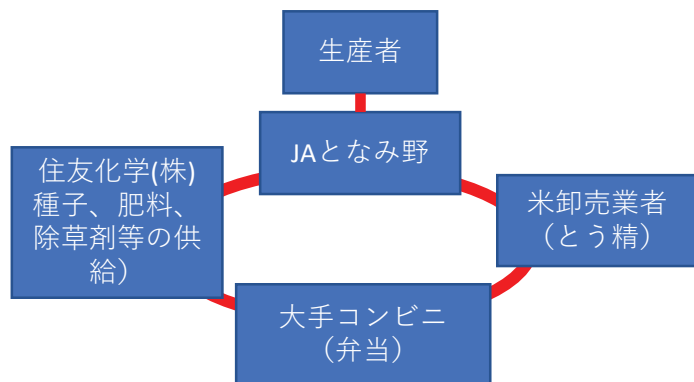 生産者
JAとなみ野
住友化学(株)
種子、肥料、
除草剤等の供
給）
米卸売業者
（とう精）
大手コンビニ
（弁当）